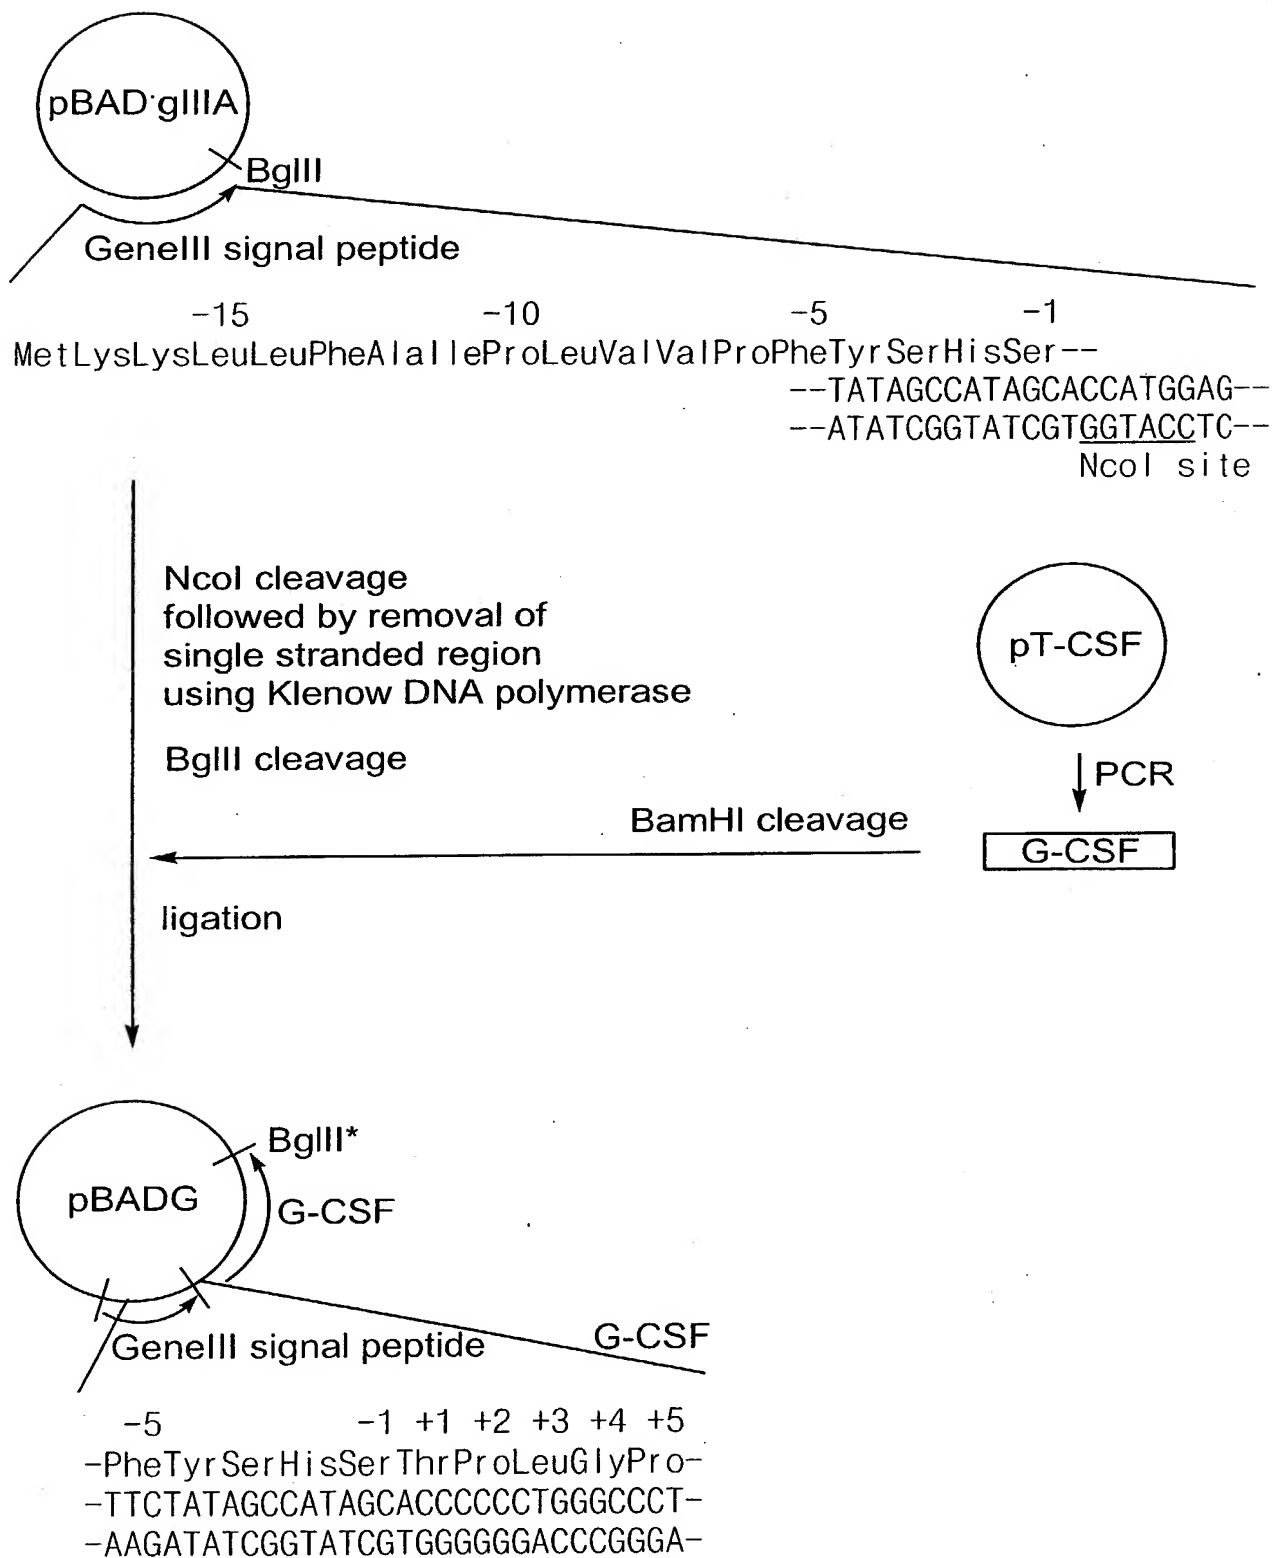 pBAD·gIIIA
BglII
GeneIII signal peptide
-15 -10 -5 -1
MetLysLysLeuLeuPheAlaIleProLeuValValProPheTyrSerHisSer--
--TATAGCCATAGCACCATGGAG--
--ATATCGGTATCGTGGTACCTC--
NcoI site
NcoI cleavage
followed by removal of
single stranded region
using Klenow DNA polymerase
BglII cleavage
pT-CSF
PCR
BamHI cleavage
G-CSF
ligation
BglII*
pBADG
G-CSF
GeneIII signal peptide
G-CSF
-5 -1 +1 +2 +3 +4 +5
-PheTyrSerHisSerThrProLeuGlyPro-
-TTCTATAGCCATAGCACCCCCCTGGGCCCT-
-AAGATATCGGTATCGTGGGGGGACCCGGGA-